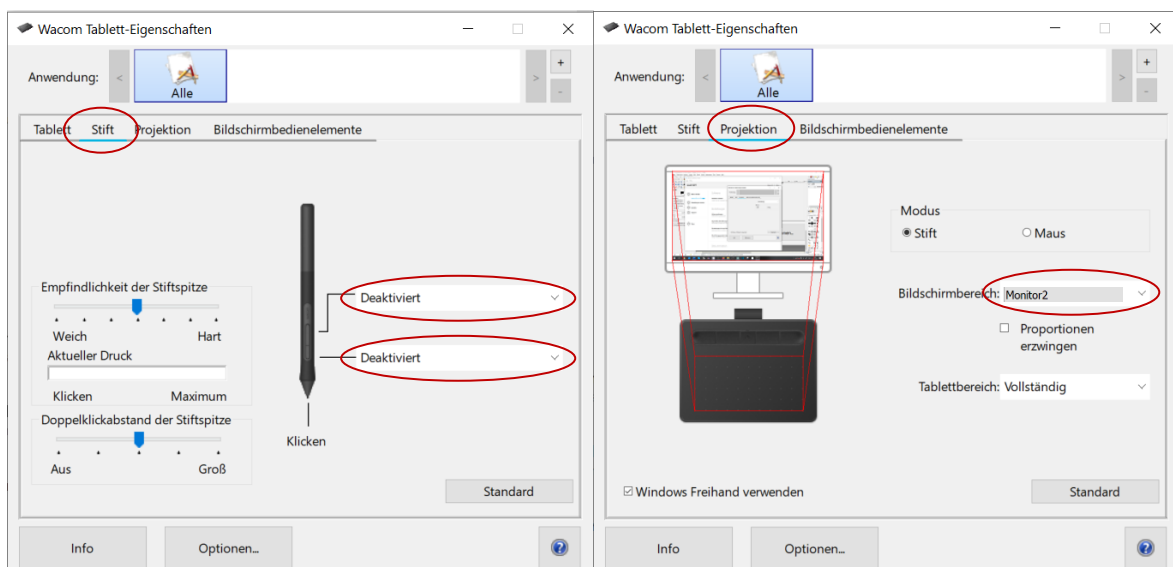 Wacom Tablett-Eigenschaften
Anwendung:
<
Alle
>
+
-
Tablett Stift Projektion Bildschirmbedienelemente
Empfindlichkeit der Stiftspitze
Weich Hart
Aktueller Druck
Klicken Maximum
Doppelklickabstand der Stiftspitze
Aus Groß
Deaktiviert
Deaktiviert
Klicken
Standard
Info Optionen...
?
Wacom Tablett-Eigenschaften
Anwendung:
<
Alle
>
+
-
Tablett Stift Projektion Bildschirmbedienelemente
Modus
Stift Maus
Bildschirmbereich: Monitor2
Proportionen
erzwingen
Tablettbereich: Vollständig
Windows Freihand verwenden
Standard
Info Optionen...
?